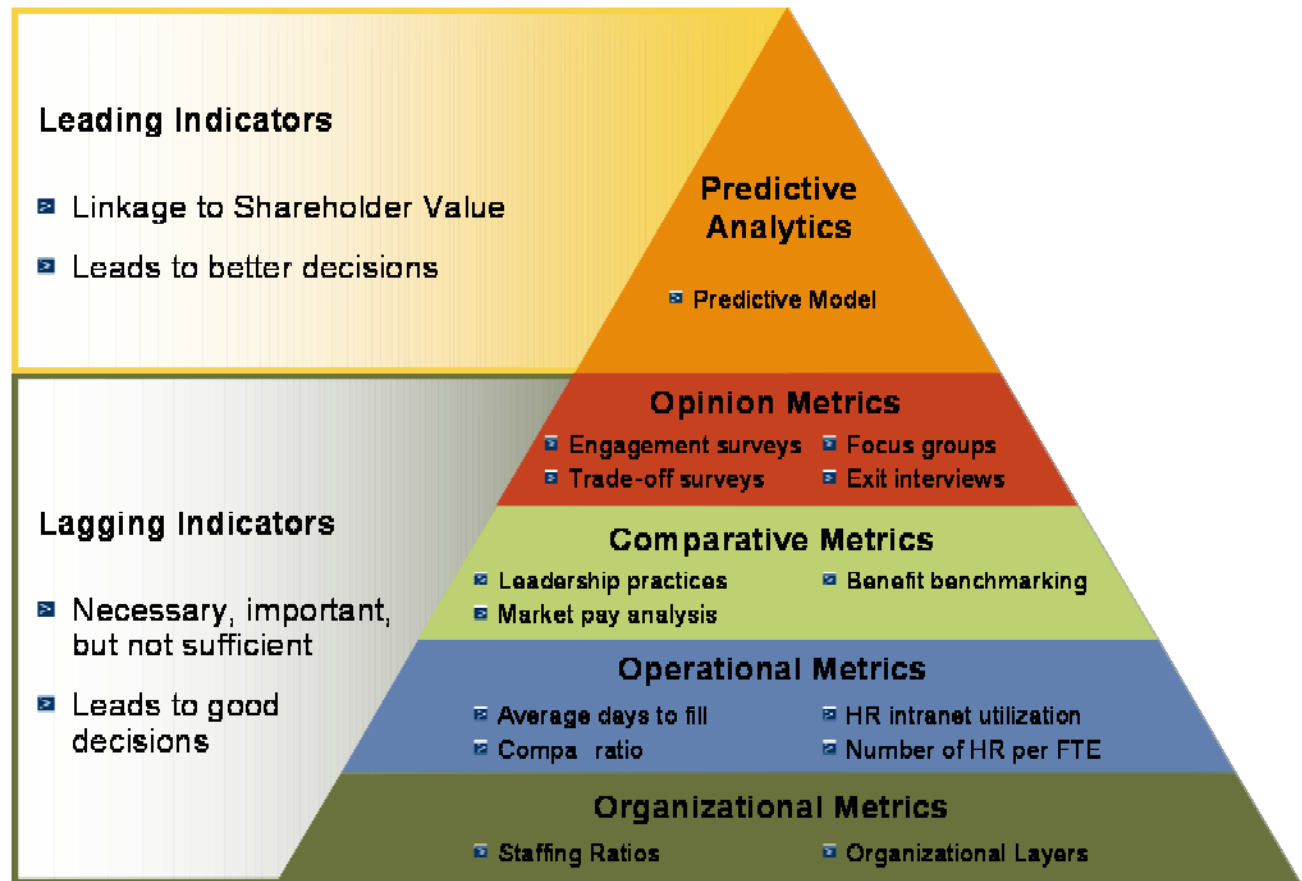 Leading Indicators
Linkage to Shareholder Value
Leads to better decisions
Predictive
Analytics
Predictive Model
Opinion Metrics
Engagement surveys Focus groups
Trade-off surveys Exit interviews
Lagging Indicators
Necessary, important,
but not sufficient
Leads to good
decisions
Comparative Metrics
Leadership practices Benefit benchmarking
Market pay analysis
Operational Metrics
Average days to fill HR intranet utilization
Compa ratio Number of HR per FTE
Organizational Metrics
Staffing Ratios Organizational Layers